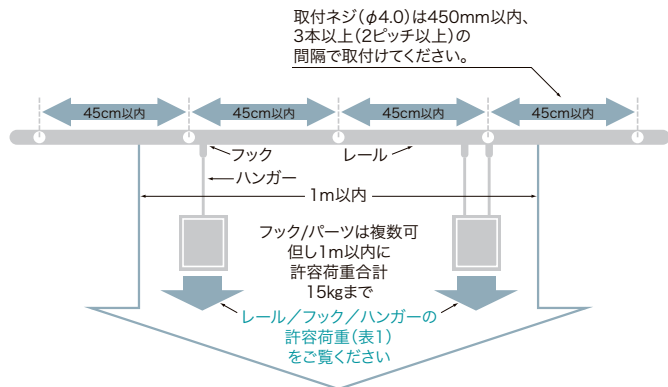 取付ネジ(φ4.0)は450mm以内、
3本以上(2ピッチ以上)の
間隔で取付けてください。
45cm以内
45cm以内
45cm以内
45cm以内
フック
レール
ハンガー
1m以内
フック/パーツは複数可
但し1m以内に
許容荷重合計
15kgまで
レール／フック／ハンガーの
許容荷重(表1)
をご覧ください